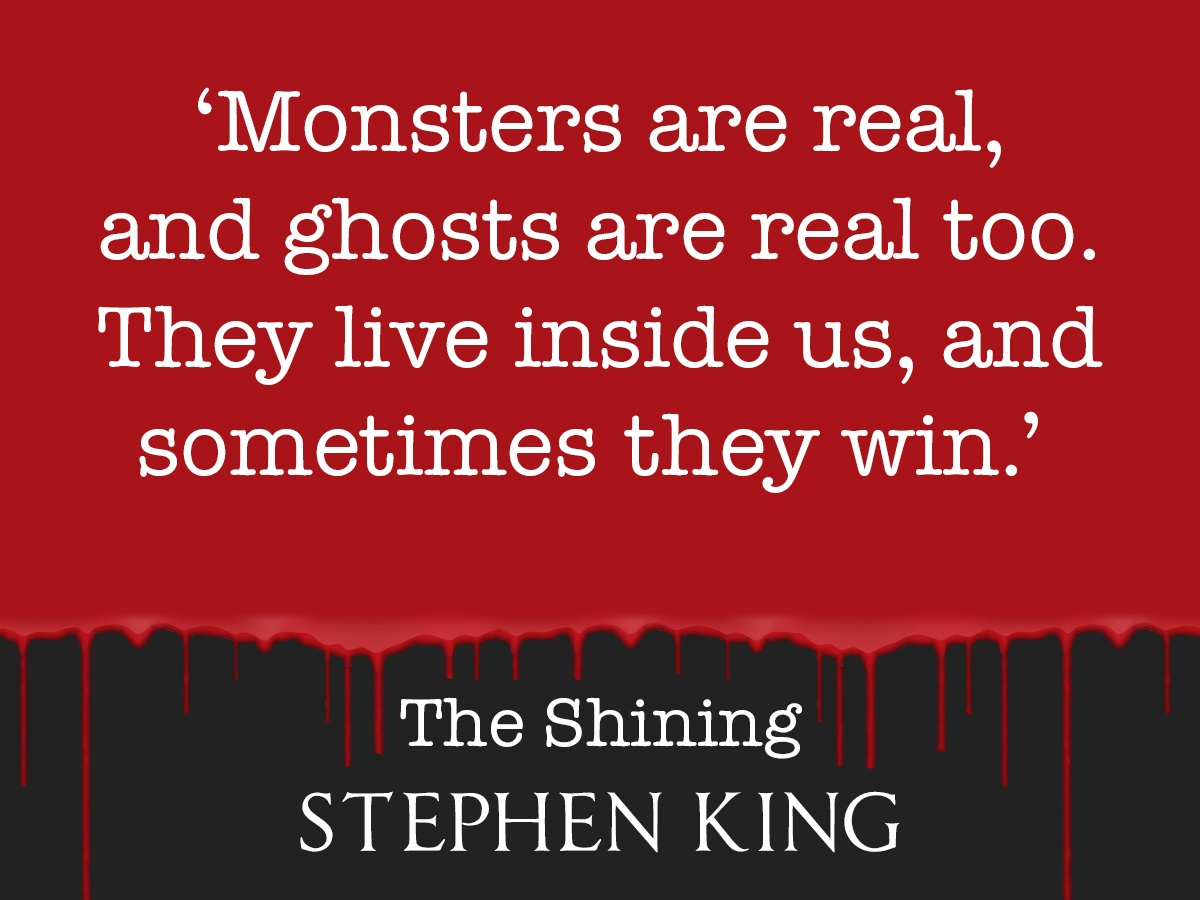 ‘Monsters are real,
and ghosts are real too.
They live inside us, and
sometimes they win.’
The Shining
STEPHEN KING